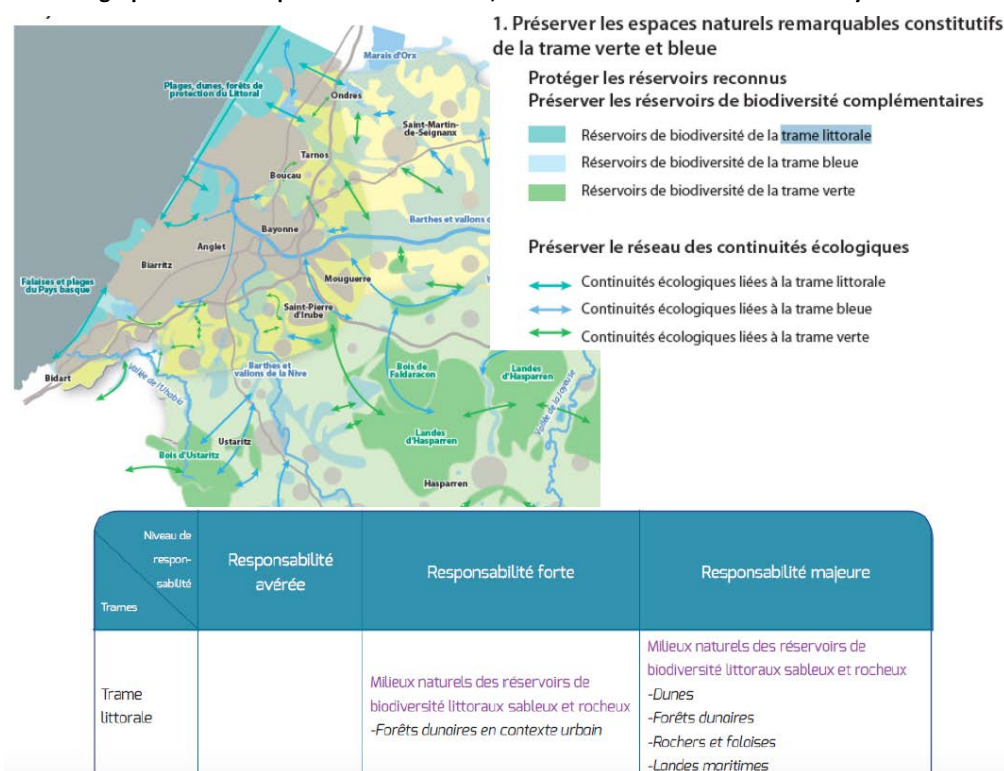 1. Préserver les espaces naturels remarquables constitutifs
de la trame verte et bleue
Protéger les réservoirs reconnus
Préserver les réservoirs de biodiversité complémentaires
Réservoirs de biodiversité de la trame littorale
Réservoirs de biodiversité de la trame bleue
Réservoirs de biodiversité de la trame verte
Préserver le réseau des continuités écologiques
Continuités écologiques liées à la trame littorale
Continuités écologiques liées à la trame bleue
Continuités écologiques liées à la trame verte
Marais d'Orx
Plages, dunes, forêts de
protection du Littoral
Ondres
Saint-Martin-
de-Seignanx
Tarnos
Boucau
Barthes et vallons
Bayonne
Anglet
Biarritz
Mouguerre
Falaises et plages
du Pays basque
Saint-Pierre
d'Irube
Bidart
Vallée de l'Uhabia
Barthes et
vallons de la Nive
Bois de
Faldaracon
Landes
d'Hasparren
Vallée de la Joyeuse
Ustaritz
Bois d'Ustaritz
Landes
d'Hasparren
Hasparren
Niveau de
respon-
sabilité
Trames
Responsabilité
avérée
Responsabilité forte
Responsabilité majeure
Trame
littorale
Milieux naturels des réservoirs de
biodiversité littoraux sableux et rocheux
-Forêts dunaires en contexte urbain
Milieux naturels des réservoirs de
biodiversité littoraux sableux et rocheux
-Dunes
-Forêts dunaires
-Rochers et falaises
-Landes maritimes